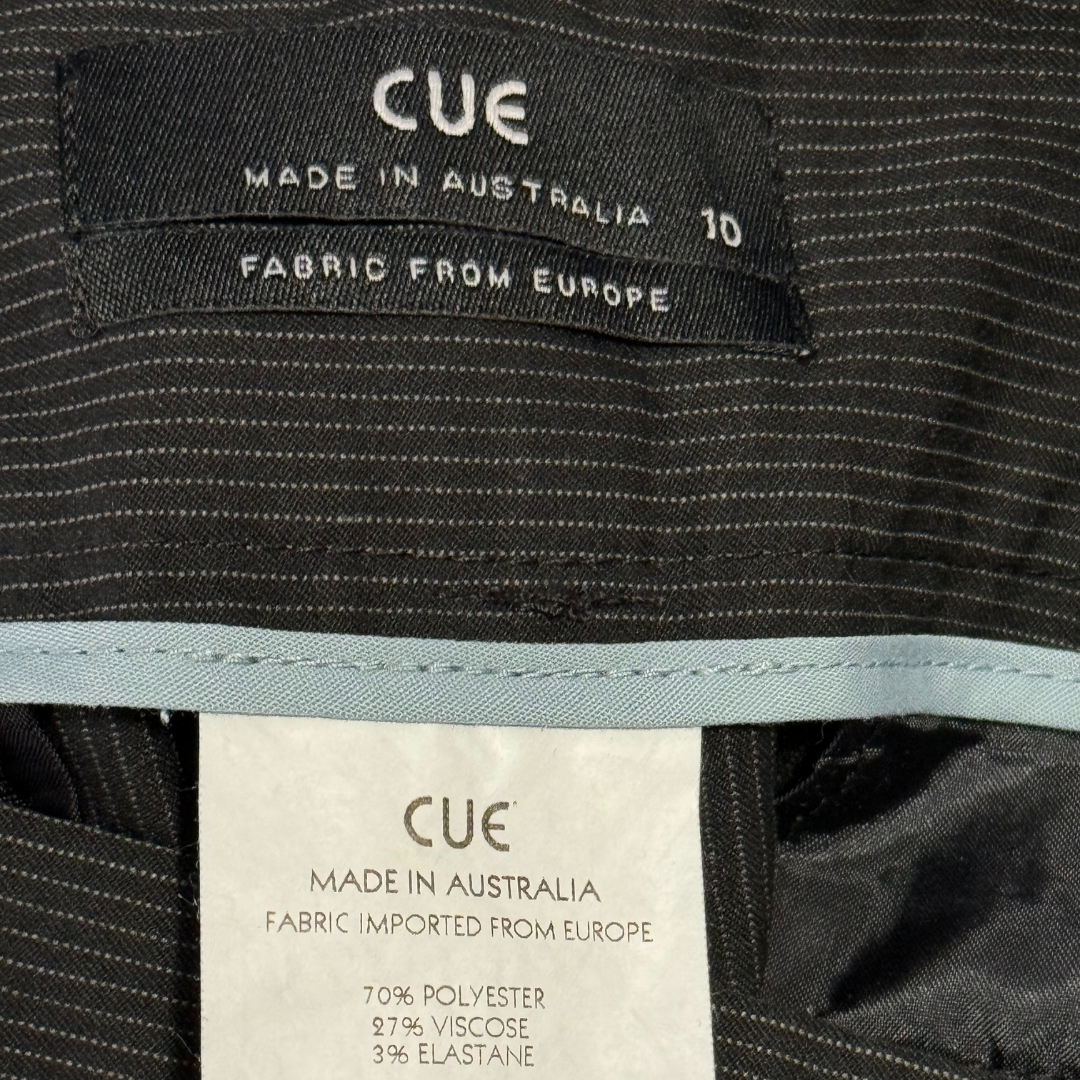 CUE
MADE IN AUSTRALIA 10
FABRIC FROM EUROPE
CUE
MADE IN AUSTRALIA
FABRIC IMPORTED FROM EUROPE
70% POLYESTER
27% VISCOSE
3% ELASTANE